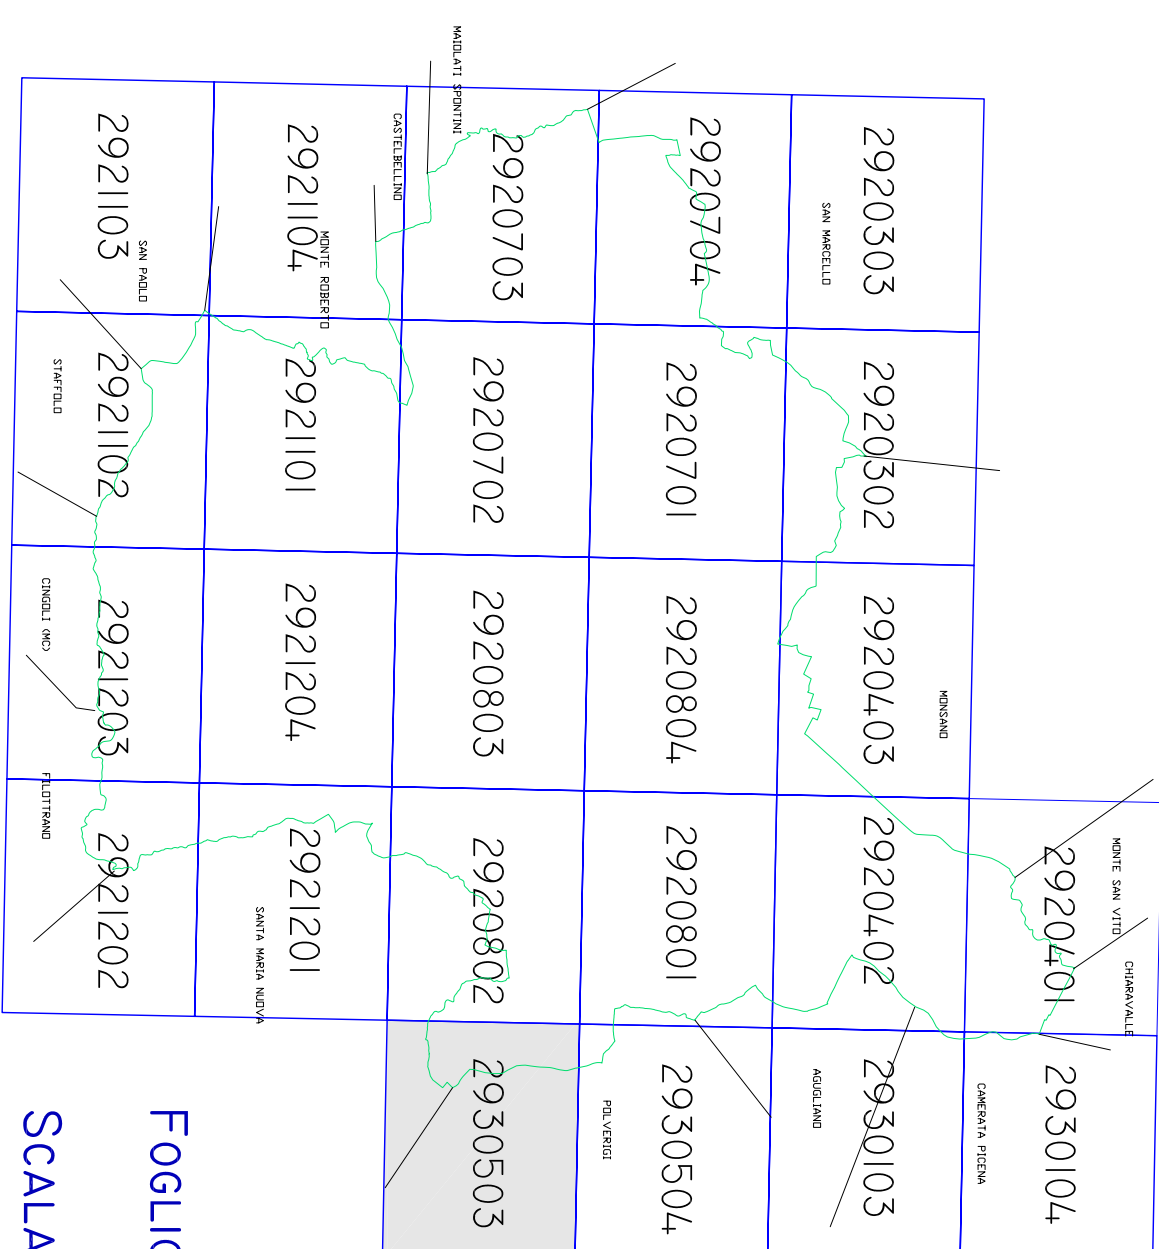 CAMERATA PICENA
CHIARAVALLE
MONTE SAN VITO
MONSANO
SAN MARCELLO
AGUGLIANO
POLVERIGI
MAIOLATI SPONTINI
CASTELBELLINO
MONTE ROBERTO
SANTA MARIA NUOVA
SAN PAOLO
STAFFOLO
CINGOLI (MC)
FILOTTRANO
2920401
2930104
2920303
2920302
2920403
2920402
2930103
2920704
2920701
2920804
2920801
2930504
2920703
2920702
2920803
2920802
2930503
2921104
2921101
2921204
2921201
2921103
2921102
2921203
2921202
FOGLIO
SCALA